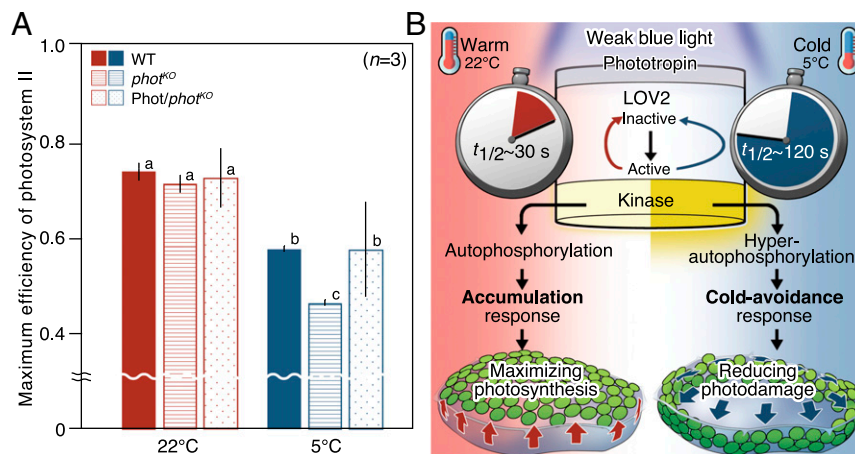 A
Maximum efficiency of photosystem II
1.0
0.8
0.6
0.4
0
WT
phot^KO
Phot/phot^KO
(n=3)
a
a
a
b
c
b
22°C
5°C
B
Weak blue light
Warm
22°C
Cold
5°C
Phototropin
LOV2
Inactive
Active
t1/2~30 s
t1/2~120 s
Kinase
Autophosphorylation
Accumulation
response
Maximizing
photosynthesis
Hyper-
autophosphorylation
Cold-avoidance
response
Reducing
photodamage